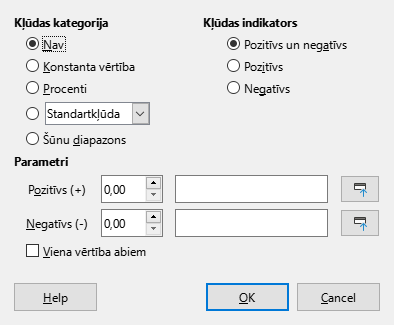 Kļūdas kategorija
Kļūdas indikators
Nav
Pozitīvs un negatīvs
Konstanta vērtība
Pozitīvs
Procenti
Negatīvs
Standartkļūda
Šūnu diapazons
Parametri
Pozitīvs (+)
0,00
Negatīvs (-)
0,00
Viena vērtība abiem
Help
OK
Cancel